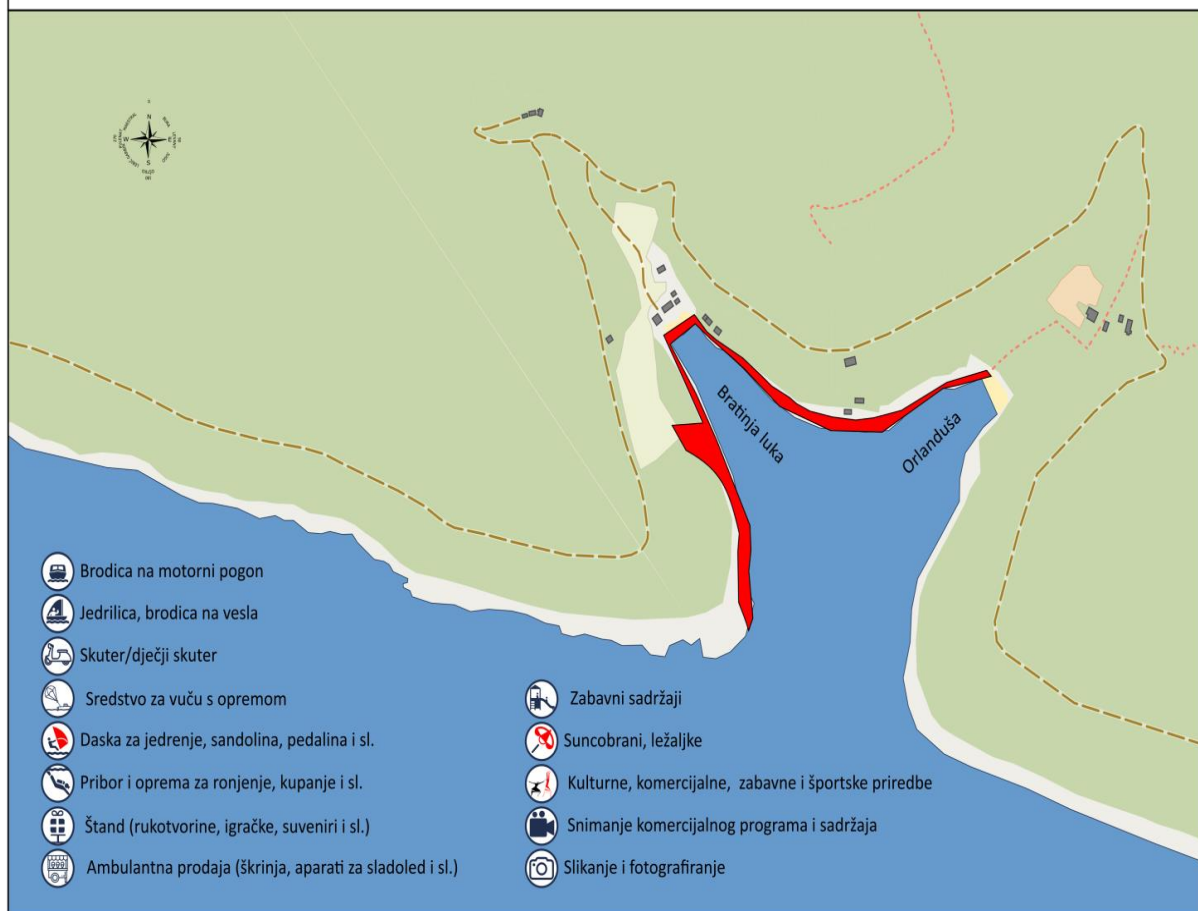 N
W
S
Bratinja luka
Orlanduša
Brodica na motorni pogon
Jedrilica, brodica na vesla
Skuter/dječji skuter
Sredstvo za vuču s opremom
Daska za jedrenje, sandolina, pedalina i sl.
Pribor i oprema za ronjenje, kupanje i sl.
Štand (rukotvorine, igračke, suveniri i sl.)
Ambulantna prodaja (škrinja, aparati za sladoled i sl.)
Zabavni sadržaji
Suncobrani, ležaljke
Kulturne, komercijalne, zabavne i športske priredbe
Snimanje komercijalnog programa i sadržaja
Slikanje i fotografiranje